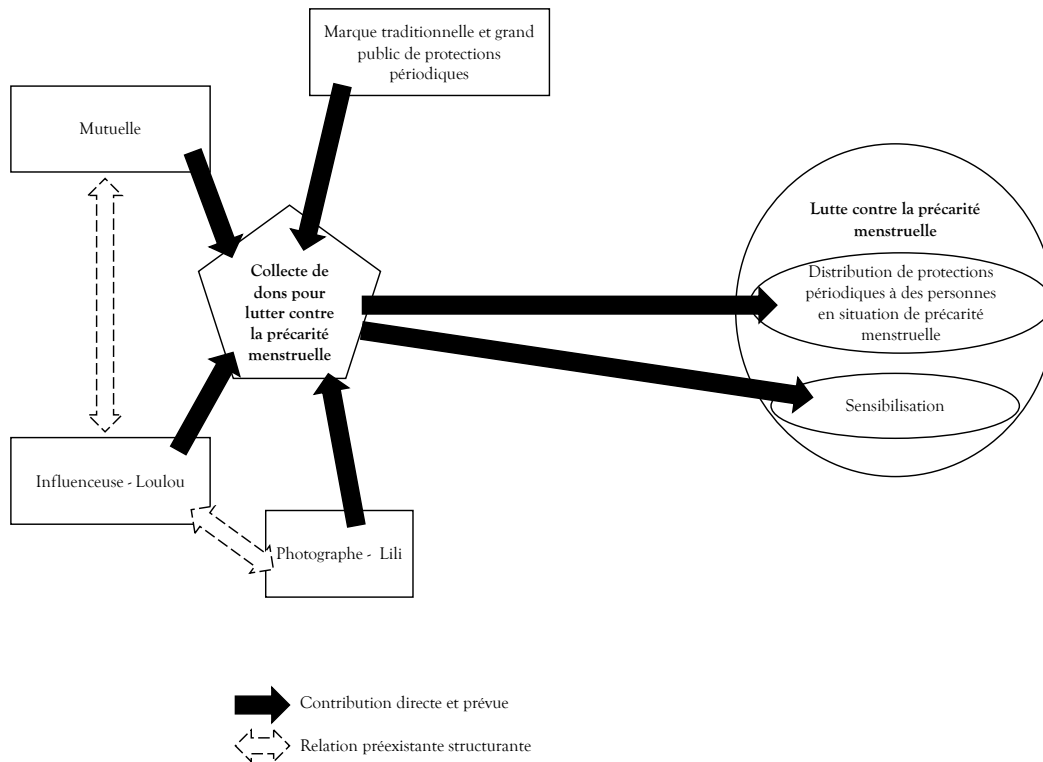 Marque traditionnelle et grand
public de protections
périodiques
Mutuelle
Lutte contre la précarité
menstruelle
Collecte de
dons pour
lutter contre
la précarité
menstruelle
Distribution de protections
périodiques à des personnes
en situation de précarité
menstruelle
Sensibilisation
Influenceuse - Loulou
Photographe - Lili
Contribution directe et prévue
Relation préexistante structurante